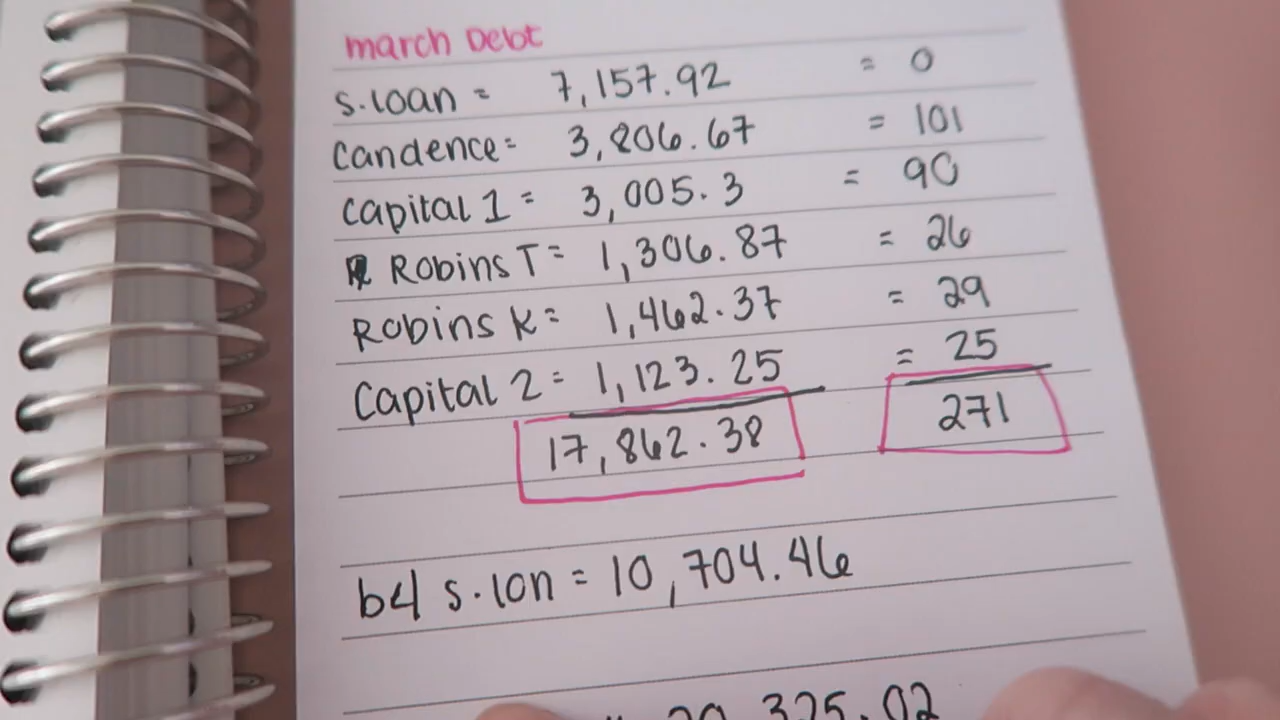 march Debt
s.loan = 7,157.92 = 0
Candence = 3,806.67 = 101
Capital 1 = 3,005.3 = 90
Robins T = 1,306.87 = 26
Robins K = 1,462.37 = 29
Capital 2 = 1,123.25 = 25
17,862.38 271
b4 s.lon = 10,704.46
325.02